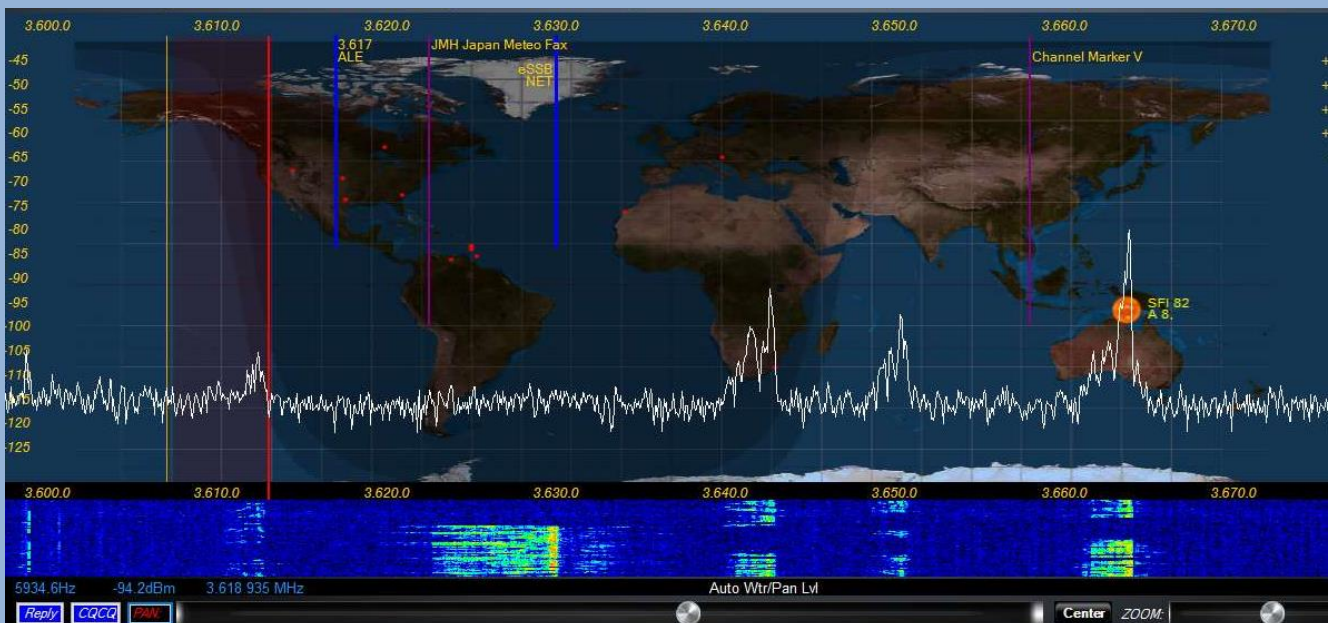 3.600.0 3.610.0 3.620.0 3.630.0 3.640.0 3.650.0 3.660.0 3.670.0
3.617
ALE
JMH Japan Meteo Fax
eSSB
NET
Channel Marker V
-45
-50
-55
-60
-65
-70
-75
-80
-85
-90
-95
-100
-105
-110
-115
-120
-125
SFI 82
A 8,
3.600.0 3.610.0 3.620.0 3.630.0 3.640.0 3.650.0 3.660.0 3.670.0
5934.6Hz -94.2dBm 3.618 935 MHz Auto Wtr/Pan Lvl
Reply CQCQ PAN: Center ZOOM: